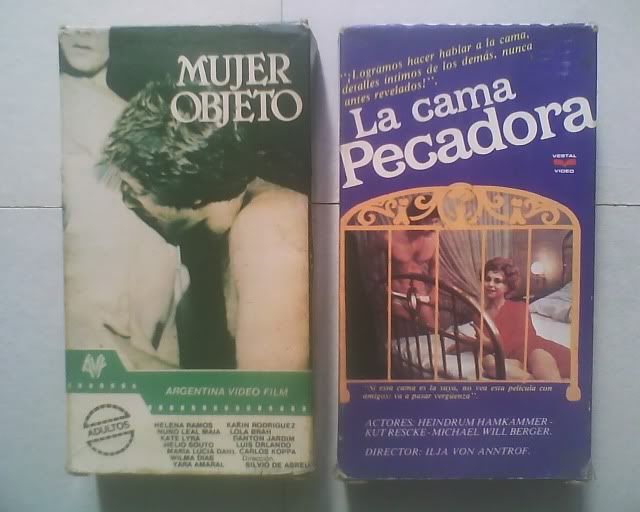 MUJER
OBJETO
AVF
ARGENTINA VIDEO FILM
ADULTOS
HELENA RAMOS KARIN RODRIGUEZ
NUNO LEAL MAIA LOLA BRAH
KATE LYRA DANTON JARDIM
HELIO SOUTO LUIS ORLANDO
MARIA LUCIA DAHL CARLOS KOPPA
WILMA DIAS Dirección
YARA AMARAL SILVIO DE ABREU
"¡Logramos hacer hablar a la cama,
detalles intimos de los demás, nunca
antes revelados!"
La cama
Pecadora
VESTAL
VIDEO
"Si esta cama es la suya, no vea esta película con
amigos: va a pasar vergüenza"
ACTORES: HEINDRUM HAMKAMMER -
KUT RESCKE - MICHAEL WILL BERGER.
DIRECTOR: ILJA VON ANNTROF.